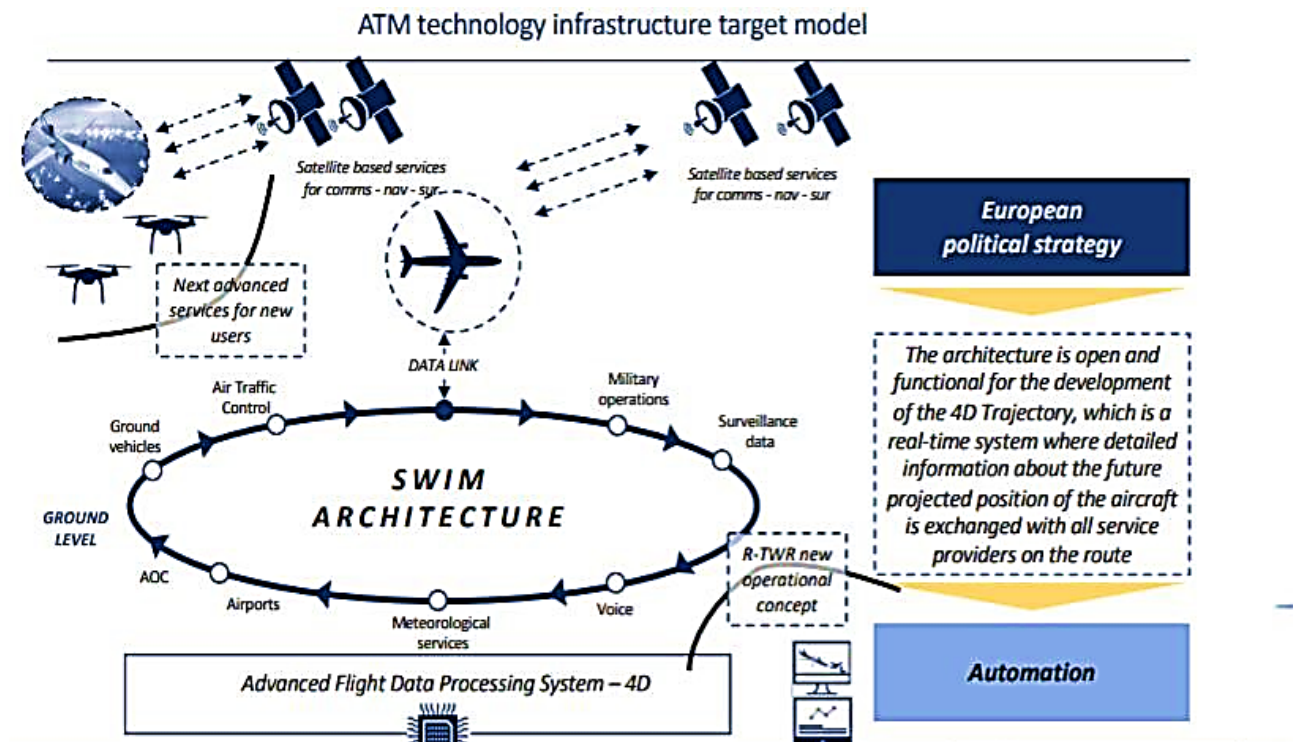 ATM technology infrastructure target model
Satellite based services
for comms - nav - sur
Satellite based services
for comms - nav - sur
Next advanced
services for new
users
DATA LINK
Air Traffic
Control
Military
operations
Ground
vehicles
Surveillance
data
SWIM
ARCHITECTURE
GROUND
LEVEL
AOC
Airports
Meteorological
services
Voice
R-TWR new
operational
concept
Advanced Flight Data Processing System – 4D
European
political strategy
The architecture is open and
functional for the development
of the 4D Trajectory, which is a
real-time system where detailed
information about the future
projected position of the aircraft
is exchanged with all service
providers on the route
Automation